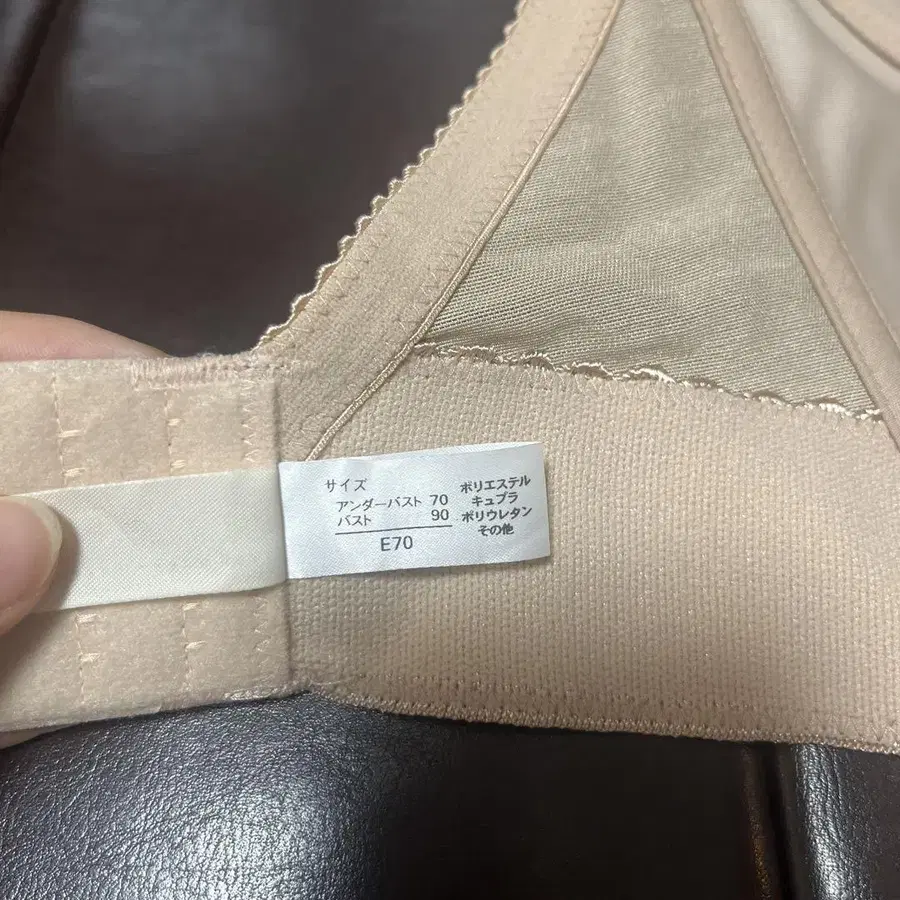 サイズ
アンダーバスト 70
バスト 90
E70
ポリエステル
キュプラ
ポリウレタン
その他